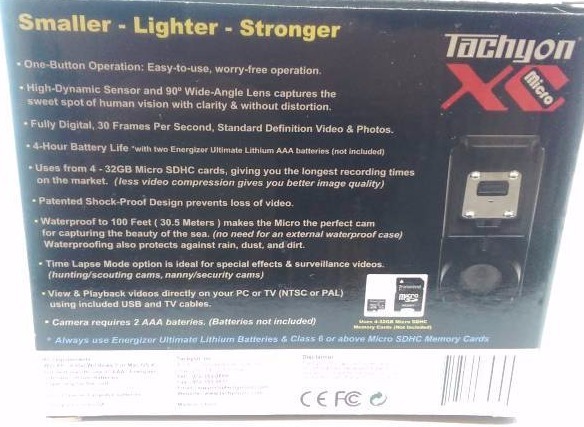 Smaller - Lighter - Stronger
Tachyon
XC
Micro
• One-Button Operation: Easy-to-use, worry-free operation.
• High-Dynamic Sensor and 90º Wide-Angle Lens captures the
sweet spot of human vision with clarity & without distortion.
• Fully Digital, 30 Frames Per Second, Standard Definition Video & Photos.
• 4-Hour Battery Life *with two Energizer Ultimate Lithium AAA batteries (not included)
• Uses from 4 - 32GB Micro SDHC cards, giving you the longest recording times
on the market. (less video compression gives you better image quality)
• Patented Shock-Proof Design prevents loss of video.
• Waterproof to 100 Feet ( 30.5 Meters ) makes the Micro the perfect cam
for capturing the beauty of the sea. (no need for an external waterproof case)
Waterproofing also protects against rain, dust, and dirt.
• Time Lapse Mode option is ideal for special effects & surveillance videos.
(hunting/scouting cams, nanny/security cams)
• View & Playback videos directly on your PC or TV (NTSC or PAL)
using included USB and TV cables.
• Camera requires 2 AAA bateries. (Batteries not included)
Uses 4-32GB Micro SDHC
Memory Cards (Not Included)
* Always use Energizer Ultimate Lithium Batteries & Class 6 or above Micro SDHC Memory Cards
Tachyon Inc
Disclaimer
CE FC